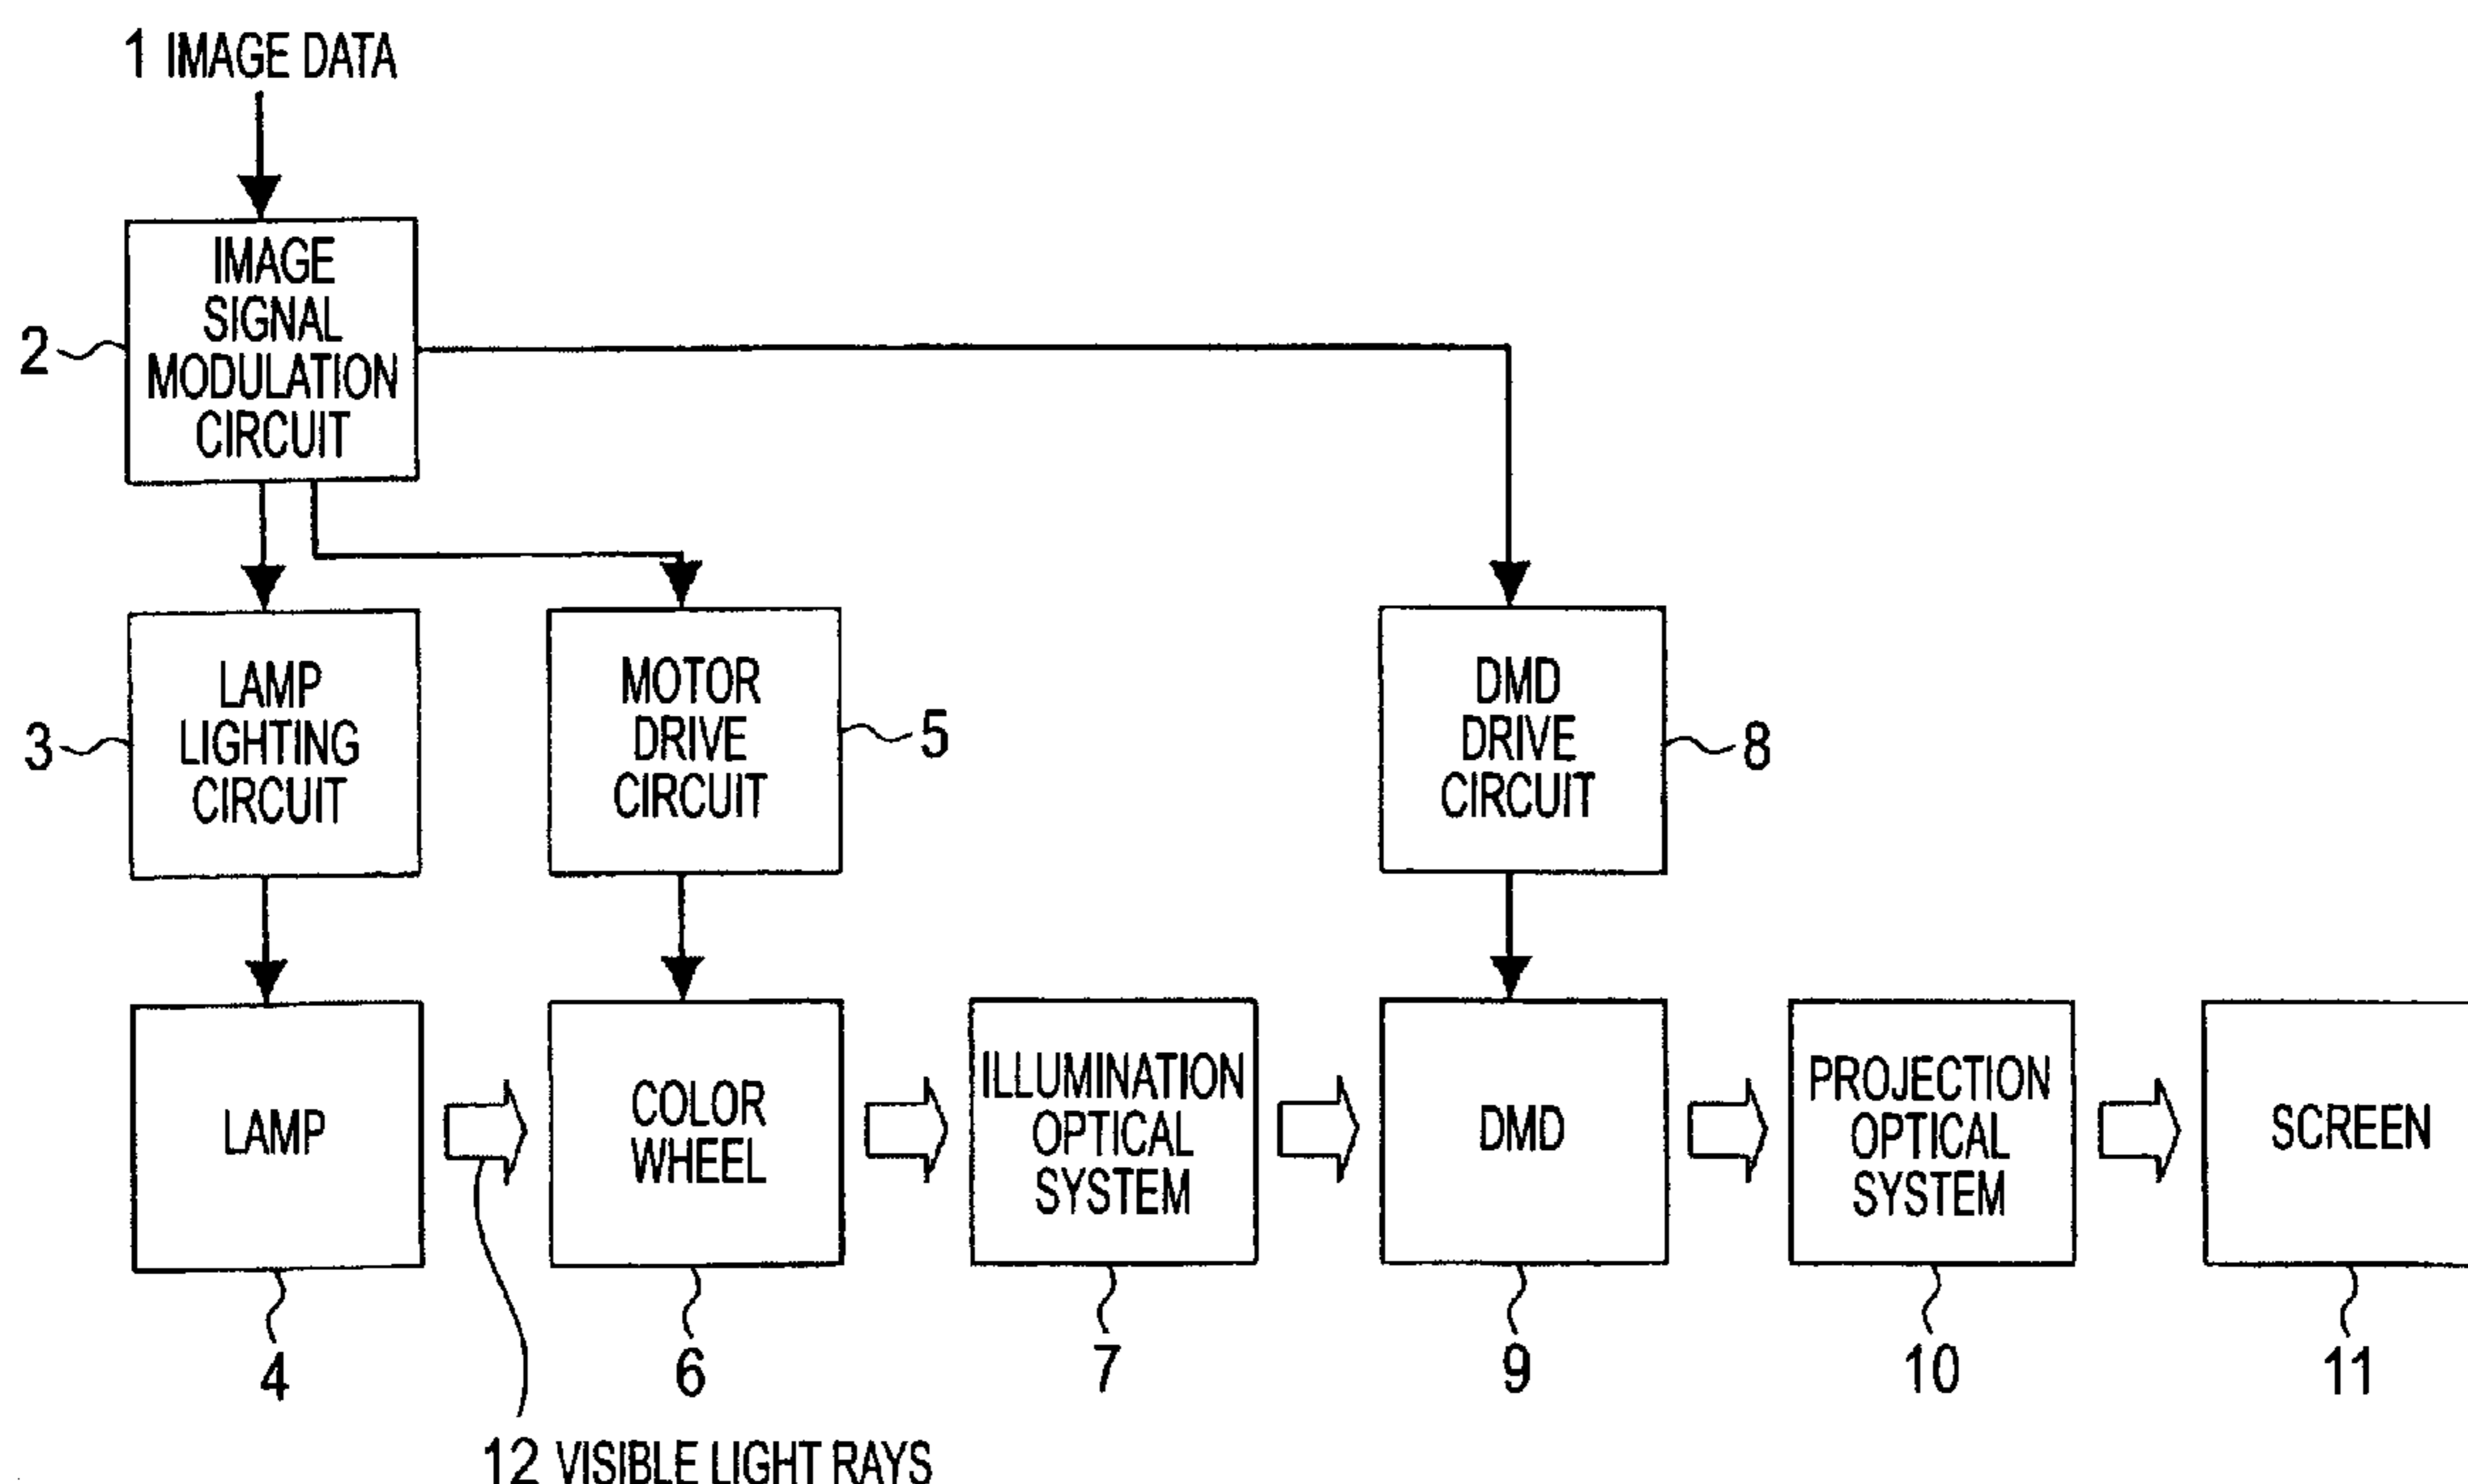 1 IMAGE DATA
IMAGE
SIGNAL
MODULATION
CIRCUIT
2
LAMP
LIGHTING
CIRCUIT
3
MOTOR
DRIVE
CIRCUIT
5
DMD
DRIVE
CIRCUIT
8
LAMP
COLOR
WHEEL
ILLUMINATION
OPTICAL
SYSTEM
DMD
PROJECTION
OPTICAL
SYSTEM
SCREEN
4
6
7
9
10
11
12 VISIBLE LIGHT RAYS